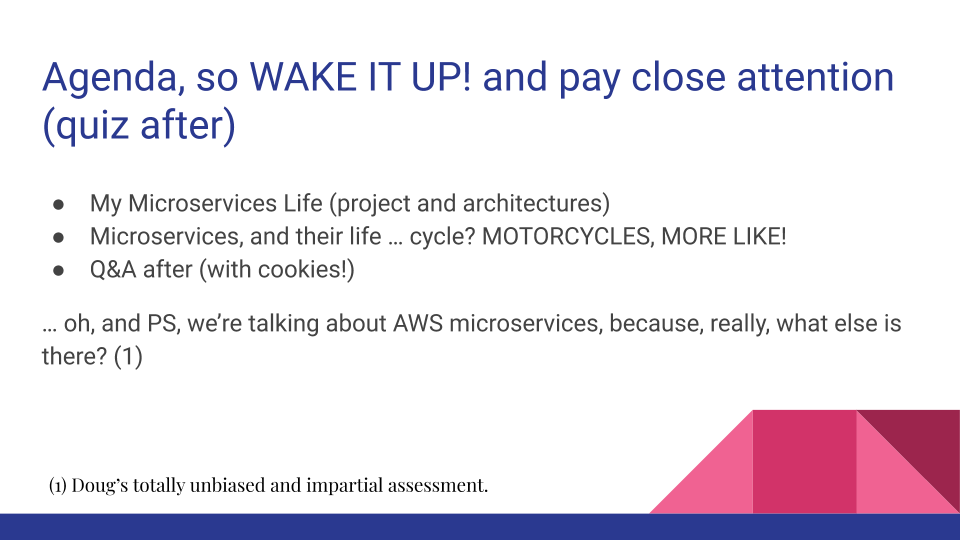 Agenda, so WAKE IT UP! and pay close attention
(quiz after)
● My Microservices Life (project and architectures)
● Microservices, and their life … cycle? MOTORCYCLES, MORE LIKE!
● Q&A after (with cookies!)
… oh, and PS, we’re talking about AWS microservices, because, really, what else is
there? (1)
(1) Doug’s totally unbiased and impartial assessment.